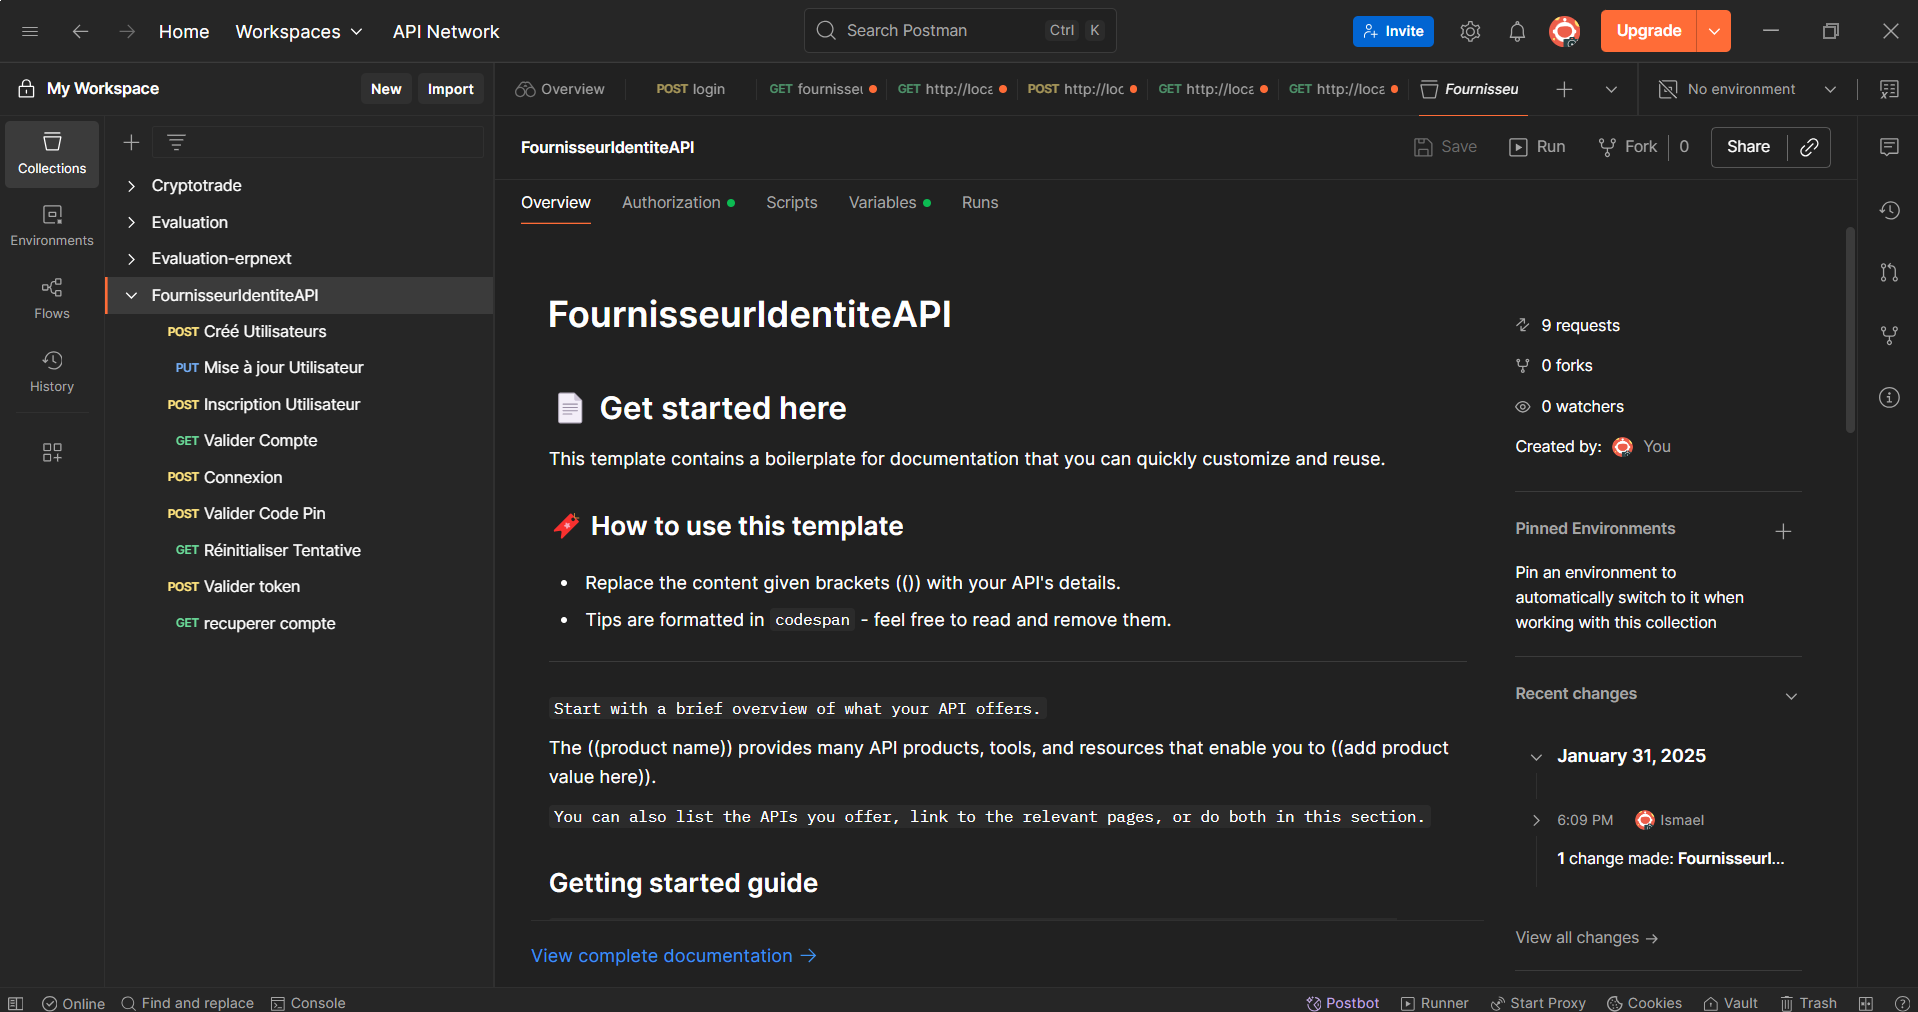 Home
Workspaces
API Network
Search Postman
Ctrl K
Invite
Upgrade
My Workspace
New
Import
Overview
POST login
GET fournisseu
GET http://loca
POST http://loc
GET http://loca
GET http://loca
Fournisseu
No environment
Collections
Environments
Flows
History
Cryptotrade
Evaluation
Evaluation-erpnext
FournisseurIdentiteAPI
POST Créé Utilisateurs
PUT Mise à jour Utilisateur
POST Inscription Utilisateur
GET Valider Compte
POST Connexion
POST Valider Code Pin
GET Réinitialiser Tentative
POST Valider token
GET recuperer compte
FournisseurIdentiteAPI
Save
Run
Fork 0
Share
Overview
Authorization
Scripts
Variables
Runs
FournisseurIdentiteAPI
Get started here
This template contains a boilerplate for documentation that you can quickly customize and reuse.
How to use this template
• Replace the content given brackets (()) with your API's details.
• Tips are formatted in codespan - feel free to read and remove them.
Start with a brief overview of what your API offers.
The ((product name)) provides many API products, tools, and resources that enable you to ((add product
value here)).
You can also list the APIs you offer, link to the relevant pages, or do both in this section.
Getting started guide
View complete documentation →
9 requests
0 forks
0 watchers
Created by: You
Pinned Environments
Pin an environment to
automatically switch to it when
working with this collection
Recent changes
January 31, 2025
6:09 PM Ismael
1 change made: FournisseurI...
View all changes →
Online
Find and replace
Console
Postbot
Runner
Start Proxy
Cookies
Vault
Trash